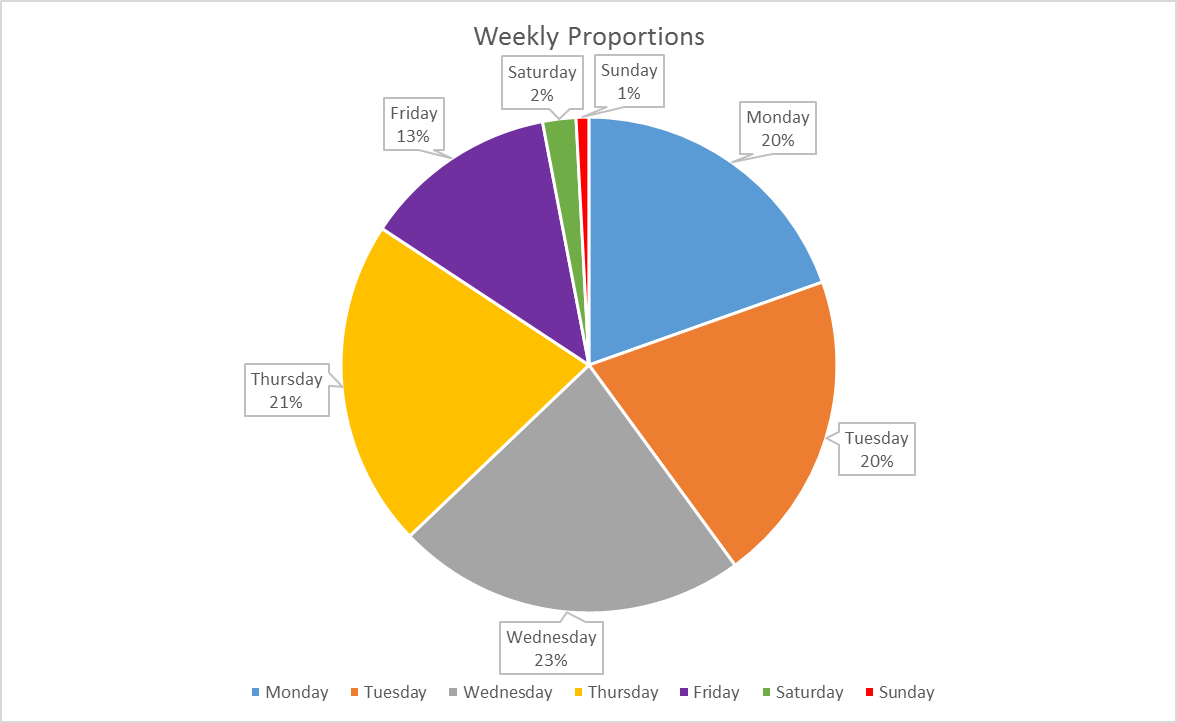 Weekly Proportions
Saturday
2%
Sunday
1%
Friday
13%
Monday
20%
Thursday
21%
Tuesday
20%
Wednesday
23%
Monday Tuesday Wednesday Thursday Friday Saturday Sunday